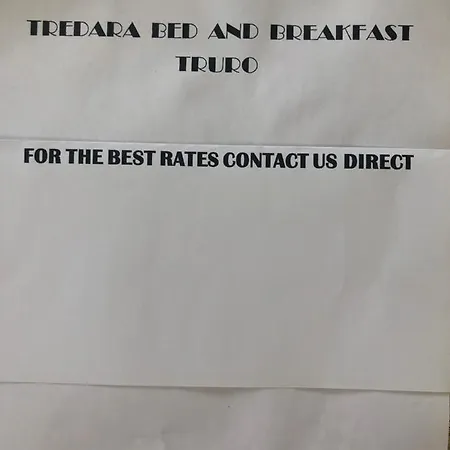 TREDARA BED AND BREAKFAST
TRURO
FOR THE BEST RATES CONTACT US DIRECT